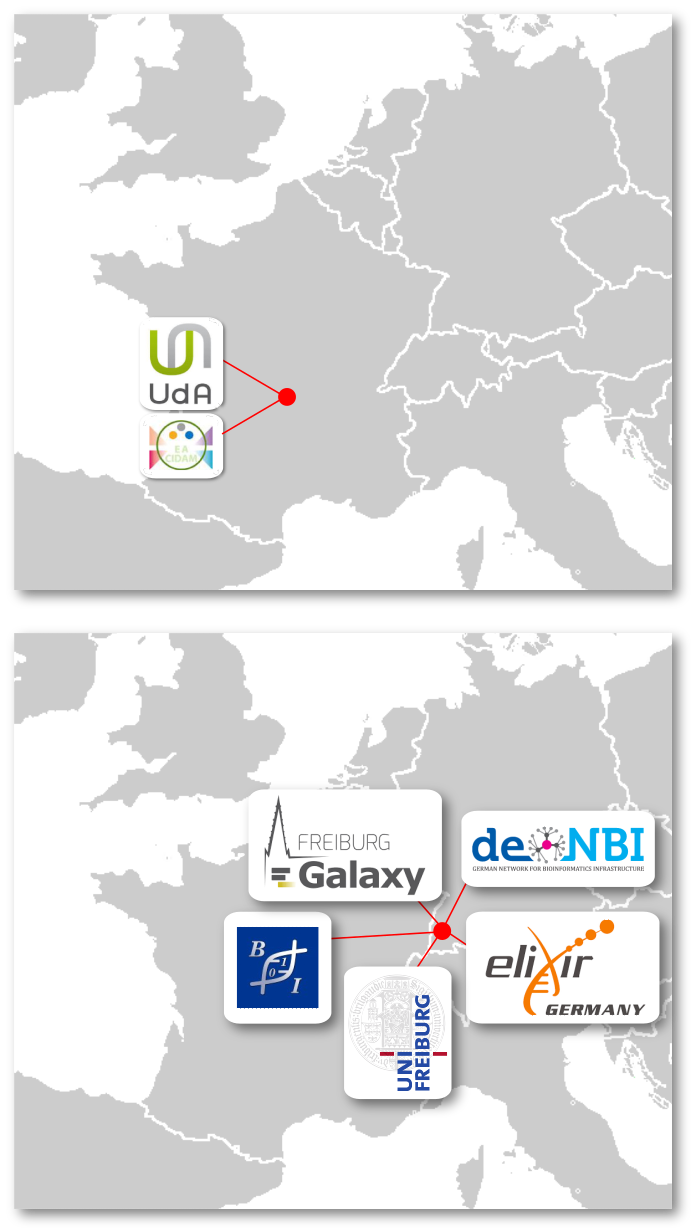 UdA
EA
CIDAM
FREIBURG
Galaxy
de NBI
GERMAN NETWORK FOR BIOINFORMATICS INFRASTRUCTURE
B
0 1
I
elixir
GERMANY
UNI
FREIBURG